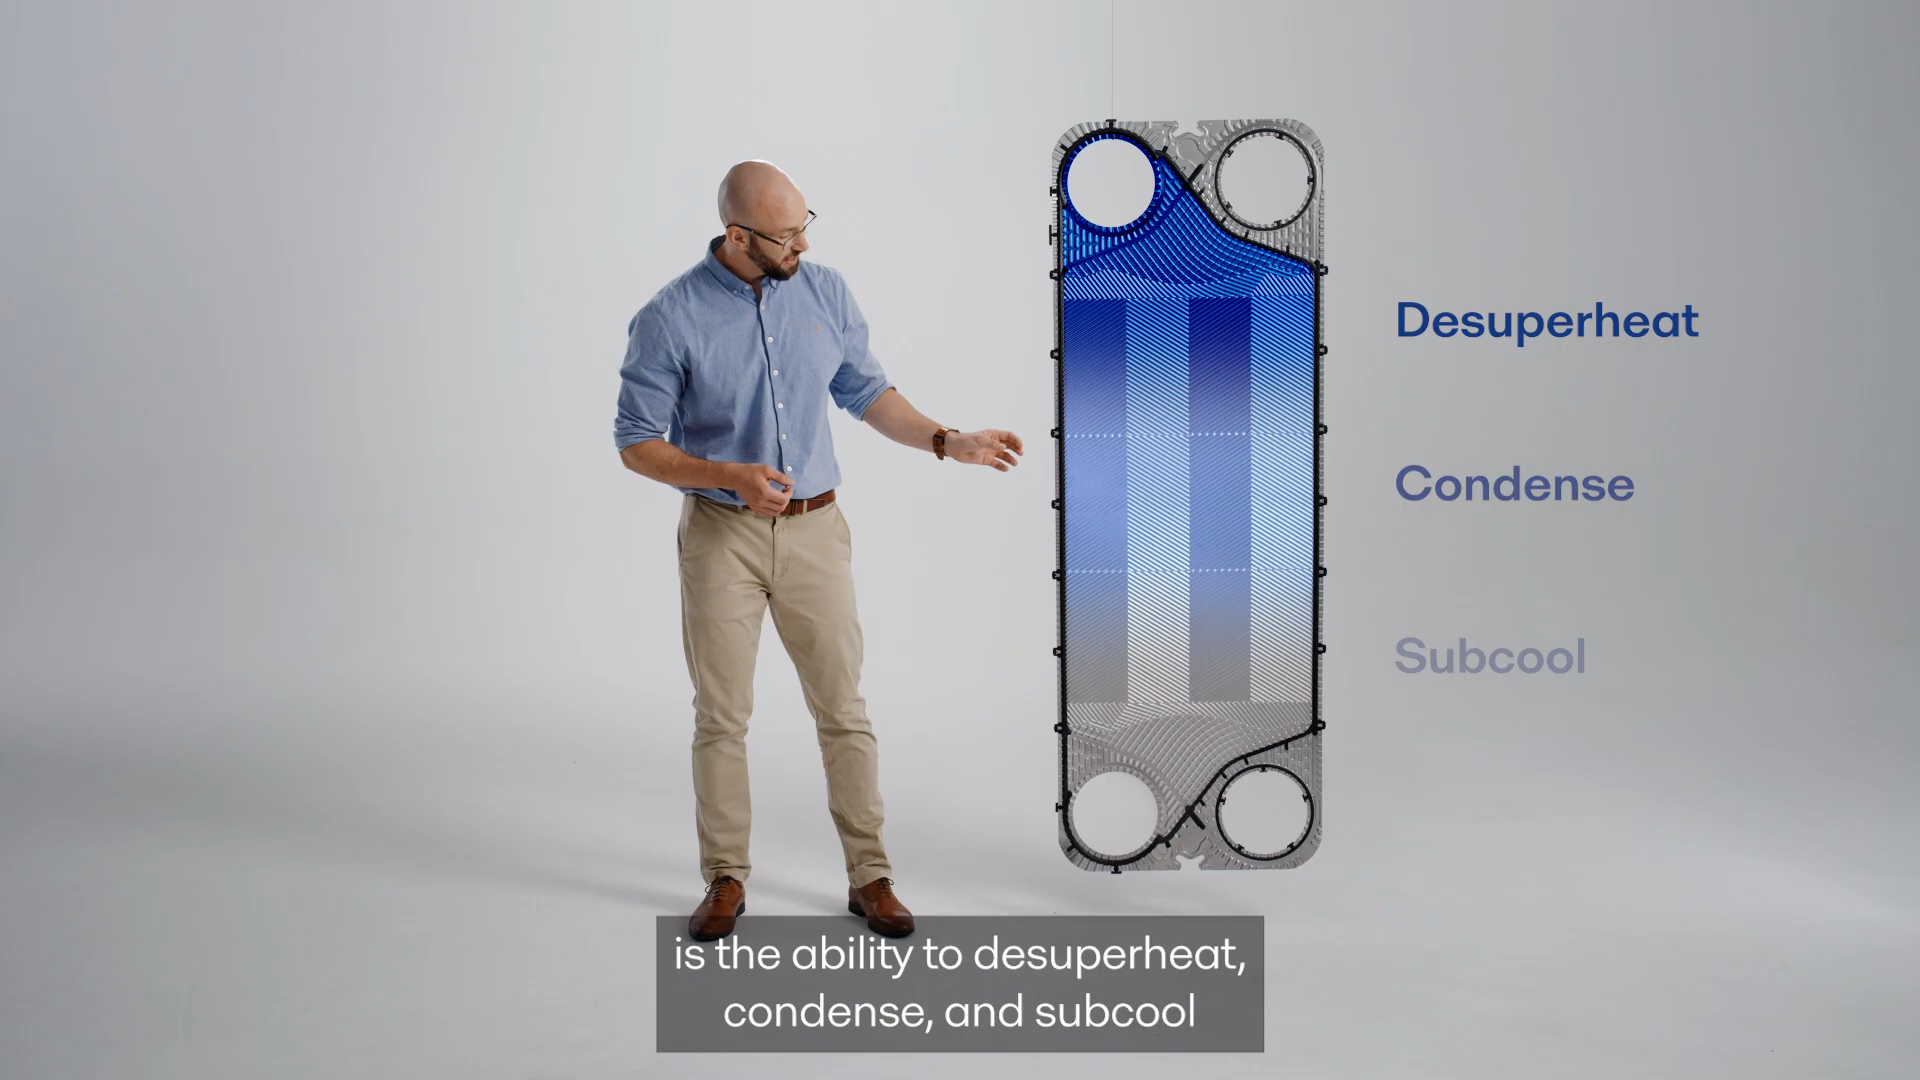 Desuperheat
Condense
Subcool
is the ability to desuperheat,
condense, and subcool